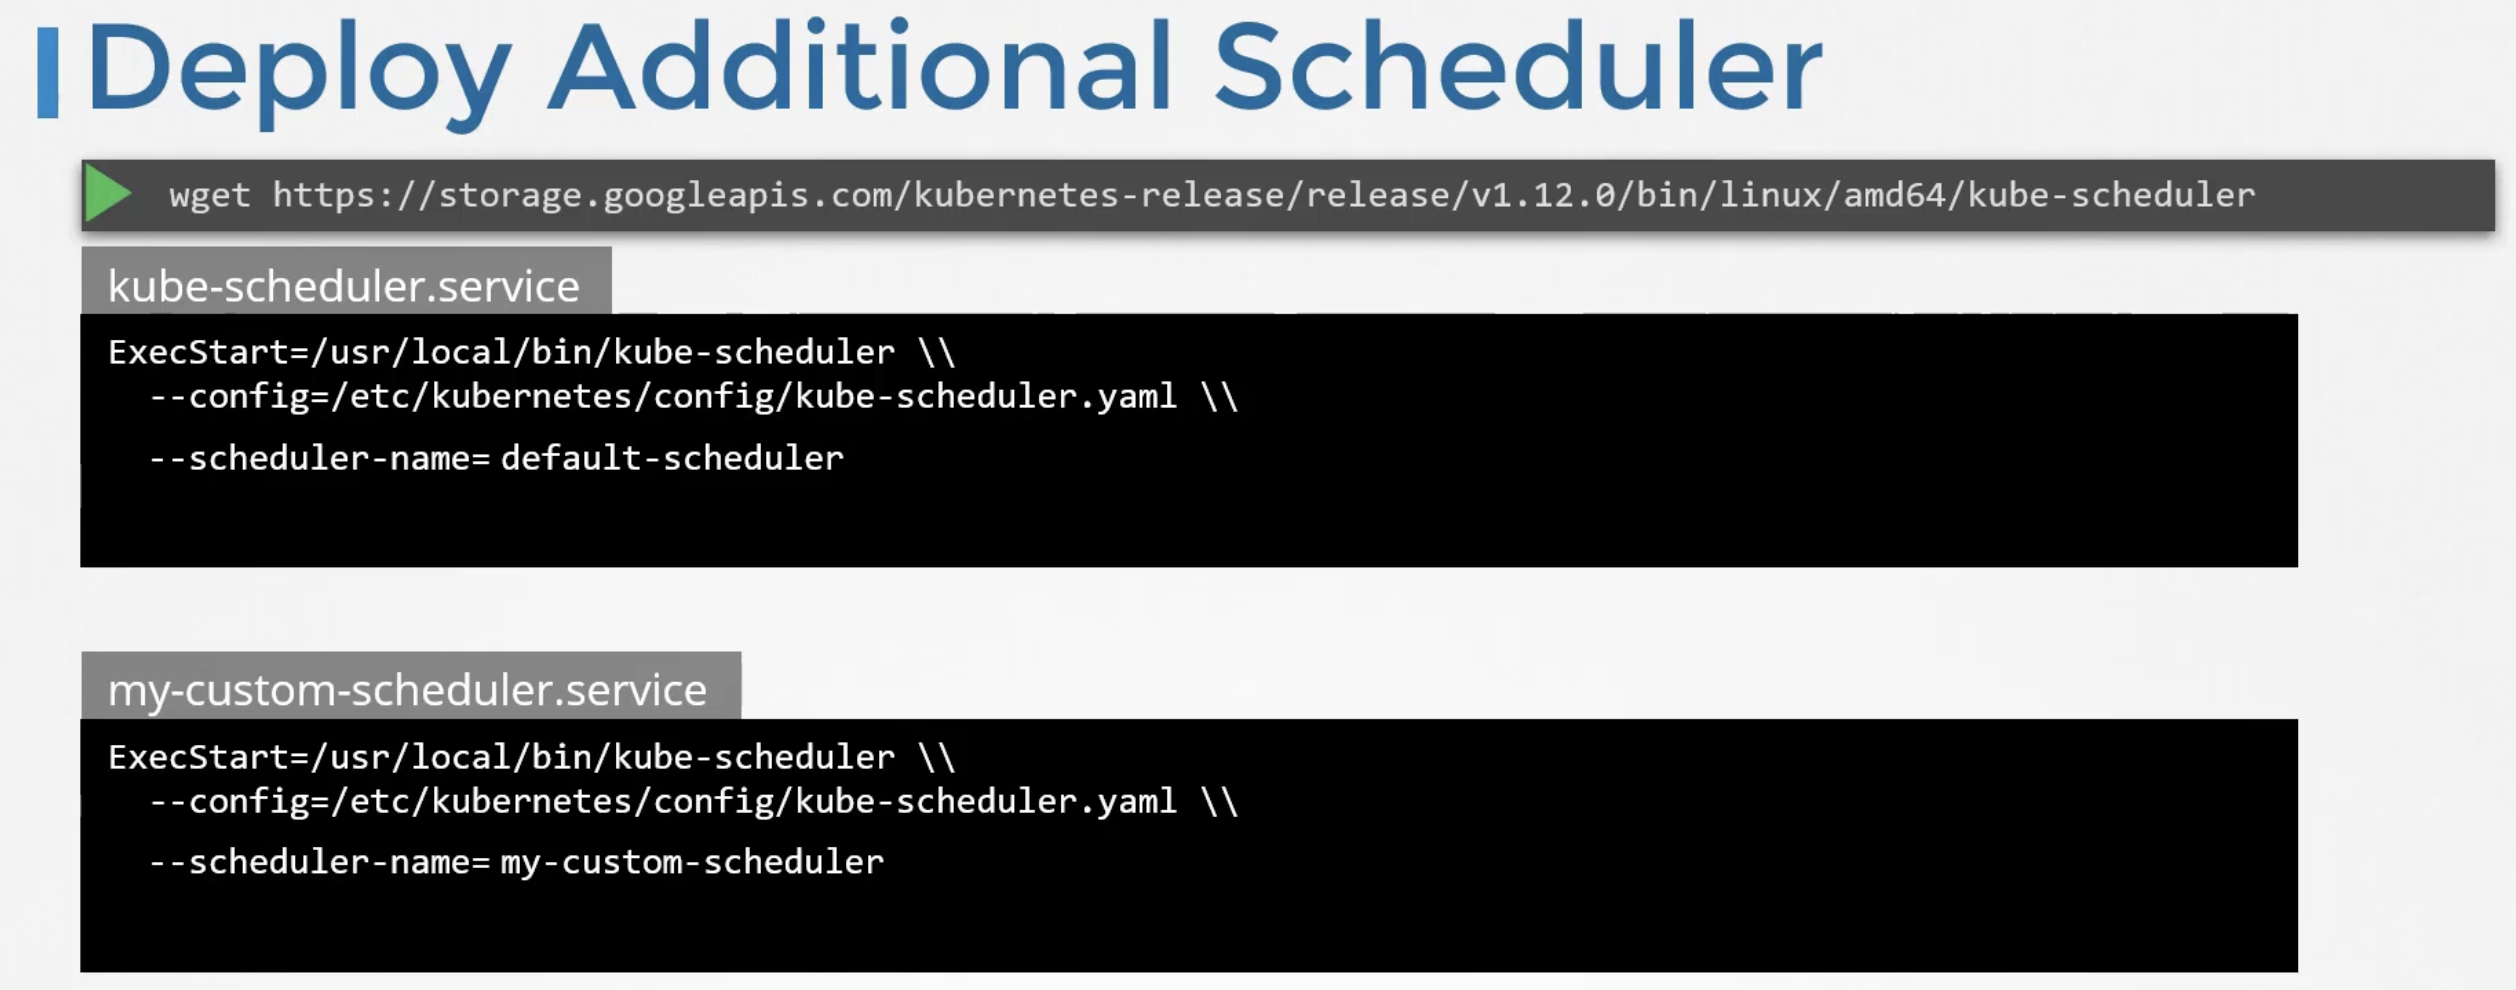 Deploy Additional Scheduler
wget https://storage.googleapis.com/kubernetes-release/release/v1.12.0/bin/linux/amd64/kube-scheduler
kube-scheduler.service
ExecStart=/usr/local/bin/kube-scheduler \\
--config=/etc/kubernetes/config/kube-scheduler.yaml \\
--scheduler-name= default-scheduler
my-custom-scheduler.service
ExecStart=/usr/local/bin/kube-scheduler \\
--config=/etc/kubernetes/config/kube-scheduler.yaml \\
--scheduler-name= my-custom-scheduler